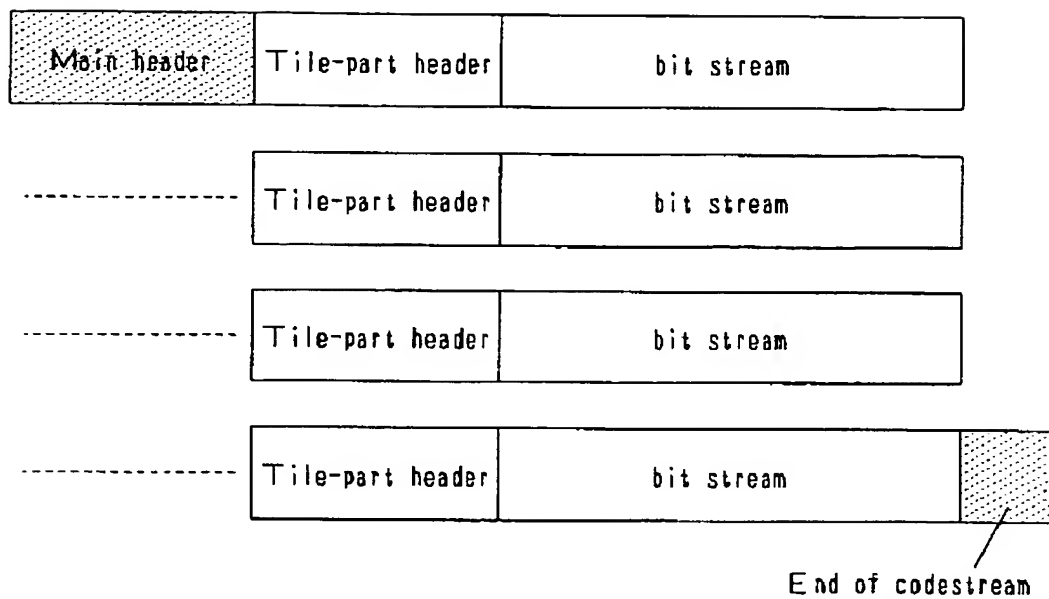 Main header Tile-part header bit stream
Tile-part header bit stream
Tile-part header bit stream
Tile-part header bit stream
End of codestream